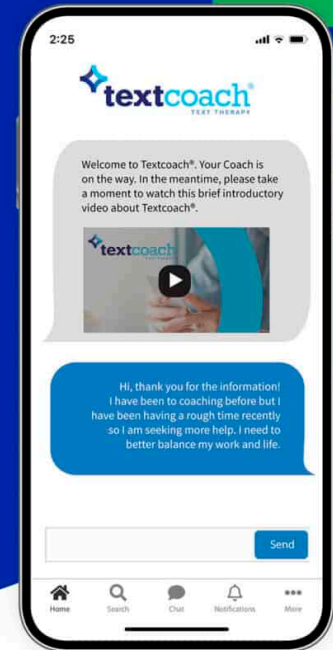 2:25
textcoach®
TEXT THERAPY
Welcome to Textcoach®. Your Coach is
on the way. In the meantime, please take
a moment to watch this brief introductory
video about Textcoach®.
textcoach
Hi, thank you for the information!
I have been to coaching before but I
have been having a rough time recently
so I am seeking more help. I need to
better balance my work and life.
Send
Home
Search
Chat
Notifications
More